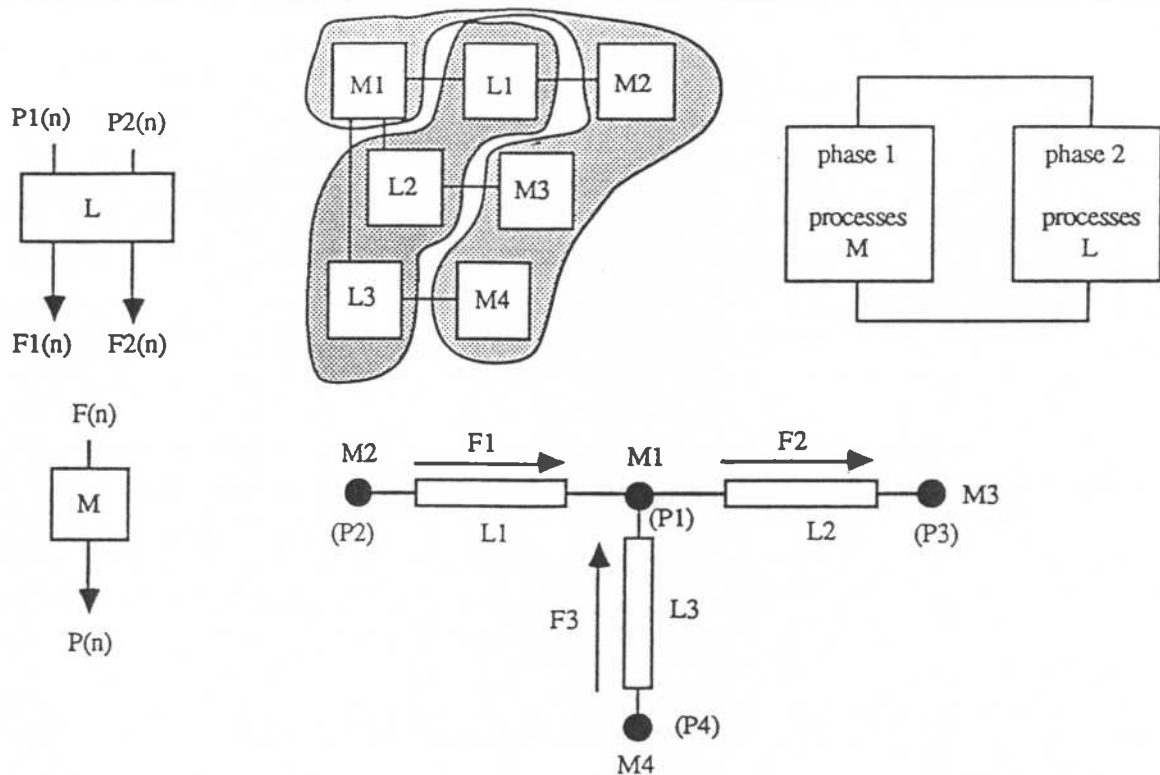 P1(n) P2(n)
L
F1(n) F2(n)
F(n)
M
P(n)
M1 L1 M2
L2 M3
L3 M4
phase 1
processes
M
phase 2
processes
L
M2 F1 M1 F2 M3
(P2) L1 (P1) L2 (P3)
F3 L3
(P4)
M4